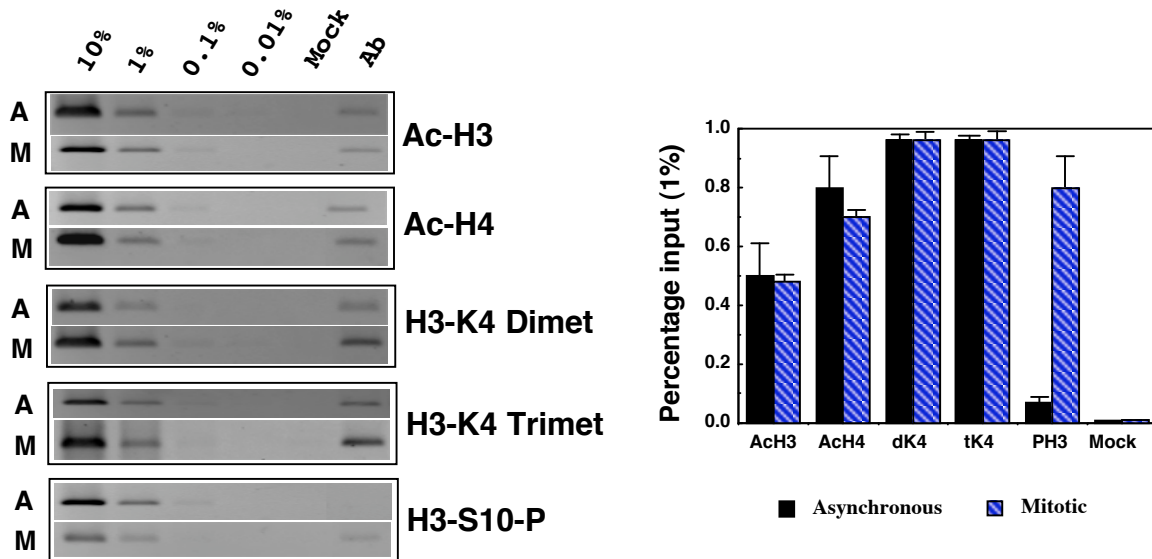 10% 1% 0.1% 0.01% Mock Ab
A
M
Ac-H3
A
M
Ac-H4
A
M
H3-K4 Dimet
A
M
H3-K4 Trimet
A
M
H3-S10-P
Percentage input (1%)
1.0
0.8
0.6
0.4
0.2
0.0
AcH3 AcH4 dK4 tK4 PH3 Mock
Asynchronous Mitotic